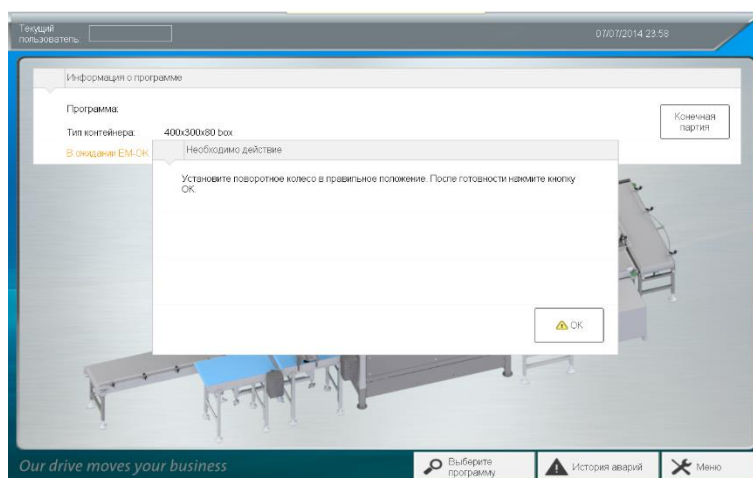 Текущий
пользователь:
07/07/2014 23:58
Информация о программе
Программа:
Тип контейнера: 400x300x80 box
В ожидании EM-OK
Конечная
партия
Необходимо действие
Установите поворотное колесо в правильное положение. После готовности нажмите кнопку
OK
OK
Our drive moves your business
Выберите
программу
История аварий
Меню